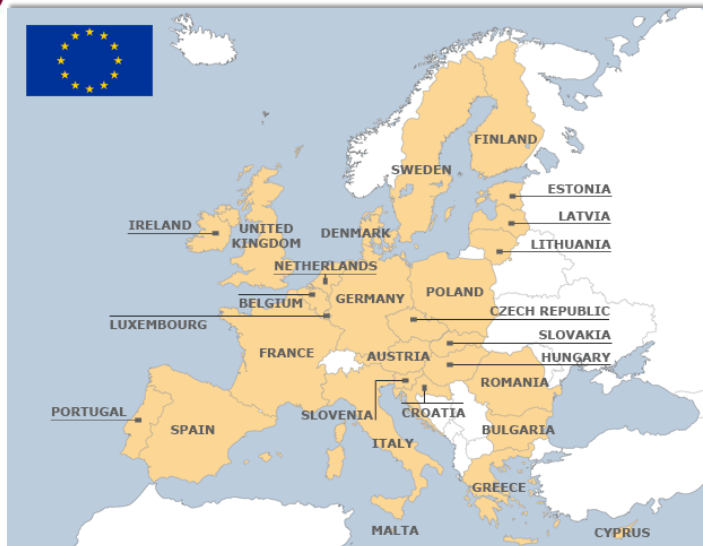 FINLAND
SWEDEN
ESTONIA
LATVIA
LITHUANIA
IRELAND
UNITED
KINGDOM
DENMARK
NETHERLANDS
BELGIUM
GERMANY
POLAND
LUXEMBOURG
CZECH REPUBLIC
SLOVAKIA
FRANCE
AUSTRIA
HUNGARY
ROMANIA
PORTUGAL
SPAIN
SLOVENIA
CROATIA
ITALY
BULGARIA
GREECE
MALTA
CYPRUS